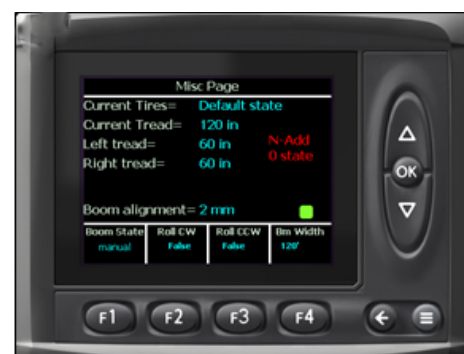 Misc Page
Current Tires= Default state
Current Tread= 120 in
Left tread= 60 in N-Add
Right tread= 60 in 0 state
Boom alignment= 2 mm
Boom State Roll CW Roll CCW Bm Width
manual False False 120'
OK
F1 F2 F3 F4